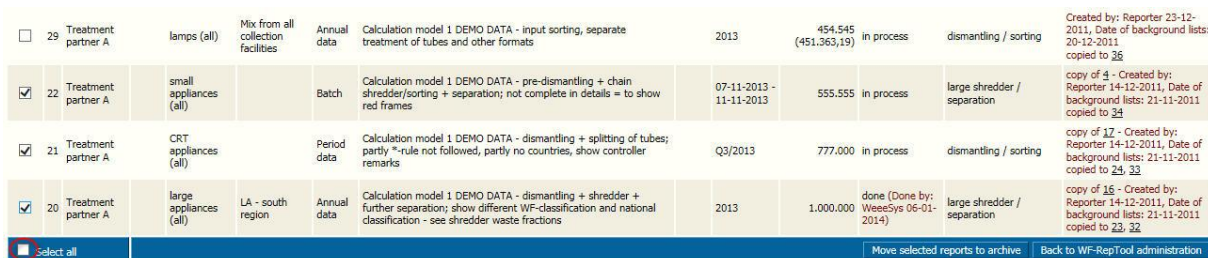 29 Treatment partner A lamps (all) Mix from all collection facilities Annual data Calculation model 1 DEMO DATA - input sorting, separate treatment of tubes and other formats 2013 454.545 (451.363,19) in process dismantling / sorting Created by: Reporter 23-12-2011, Date of background lists: 20-12-2011 copied to 36
22 Treatment partner A small appliances (all) Batch Calculation model 1 DEMO DATA - pre-dismantling + chain shredder/sorting + separation; not complete in details = to show red frames 07-11-2013 - 11-11-2013 555.555 in process large shredder / separation copy of 4 - Created by: Reporter 14-12-2011, Date of background lists: 21-11-2011 copied to 34
21 Treatment partner A CRT appliances (all) Period data Calculation model 1 DEMO DATA - dismantling + splitting of tubes; partly *-rule not followed, partly no countries, show controller remarks Q3/2013 777.000 in process dismantling / sorting copy of 17 - Created by: Reporter 14-12-2011, Date of background lists: 21-11-2011 copied to 24, 33
20 Treatment partner A large appliances (all) LA - south region Annual data Calculation model 1 DEMO DATA - dismantling + shredder + further separation; show different WF-classification and national classification - see shredder waste fractions 2013 1.000.000 done (Done by: WeeeSys 06-01-2014) large shredder / separation copy of 16 - Created by: Reporter 14-12-2011, Date of background lists: 21-11-2011 copied to 23, 32
Select all Move selected reports to archive Back to WF-RepTool administration